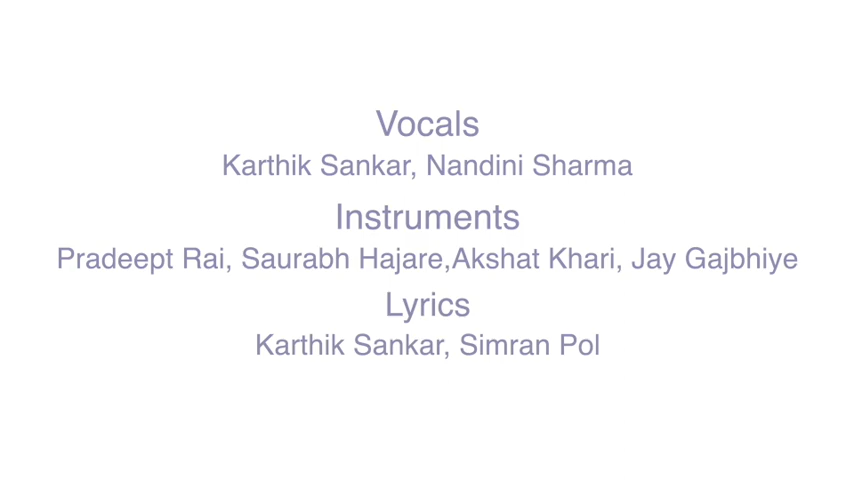 Vocals
Karthik Sankar, Nandini Sharma
Instruments
Pradeept Rai, Saurabh Hajare,Akshat Khari, Jay Gajbhiye
Lyrics
Karthik Sankar, Simran Pol